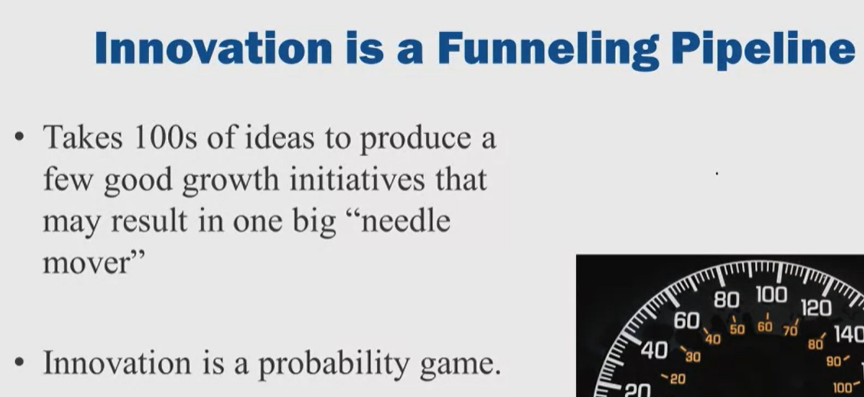 Innovation is a Funneling Pipeline
• Takes 100s of ideas to produce a
few good growth initiatives that
may result in one big “needle
mover”
• Innovation is a probability game.
80 100 120
60 50 60 70 140
40 40 80
30 90
20 20 100